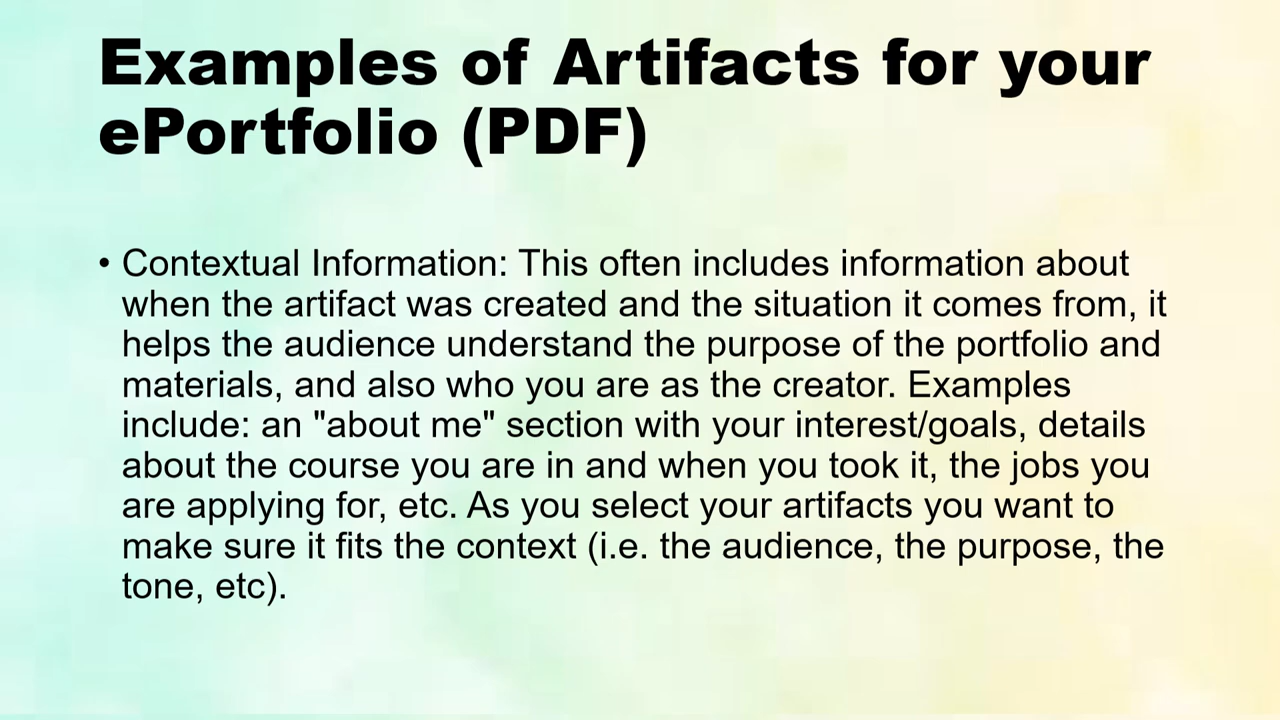 Examples of Artifacts for your
ePortfolio (PDF)
• Contextual Information: This often includes information about
when the artifact was created and the situation it comes from, it
helps the audience understand the purpose of the portfolio and
materials, and also who you are as the creator. Examples
include: an "about me" section with your interest/goals, details
about the course you are in and when you took it, the jobs you
are applying for, etc. As you select your artifacts you want to
make sure it fits the context (i.e. the audience, the purpose, the
tone, etc).